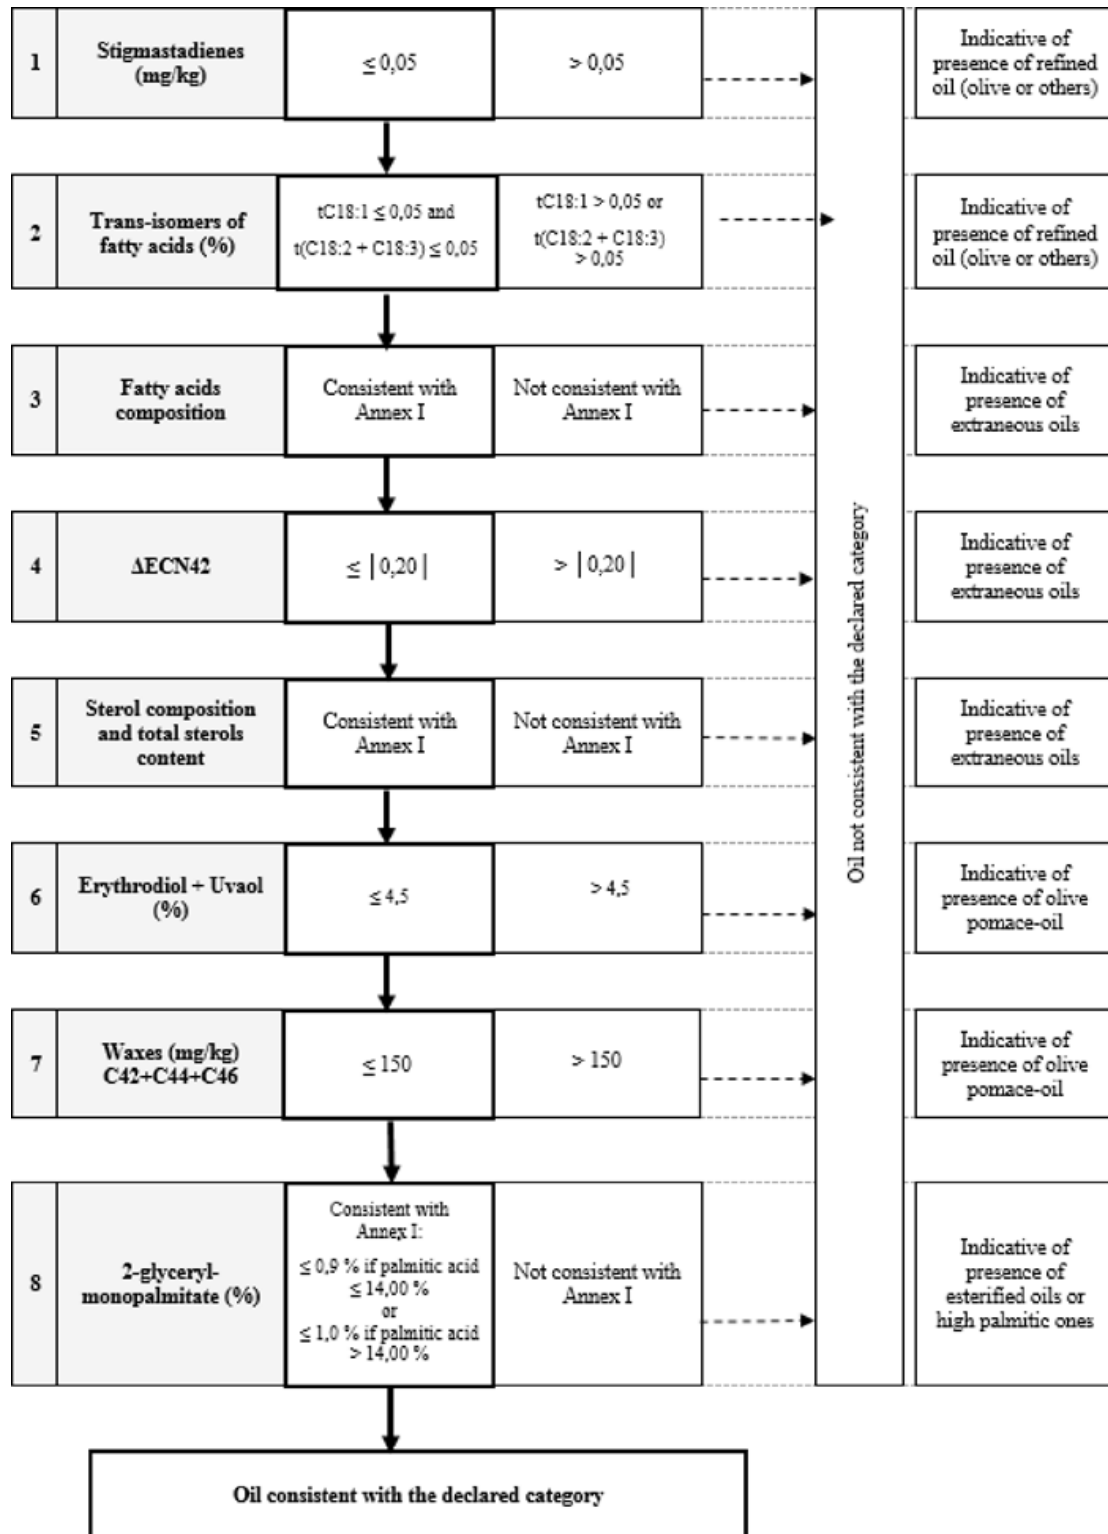 1
Stigmastadienes
(mg/kg)
≤ 0,05
> 0,05
Indicative of
presence of refined
oil (olive or others)
2
Trans-isomers of
fatty acids (%)
tC18:1 ≤ 0,05 and
t(C18:2 + C18:3) ≤ 0,05
tC18:1 > 0,05 or
t(C18:2 + C18:3)
> 0,05
Indicative of
presence of refined
oil (olive or others)
3
Fatty acids
composition
Consistent with
Annex I
Not consistent with
Annex I
Indicative of
presence of
extraneous oils
4
ΔECN42
≤ |0,20|
> |0,20|
Indicative of
presence of
extraneous oils
5
Sterol composition
and total sterols
content
Consistent with
Annex I
Not consistent with
Annex I
Indicative of
presence of
extraneous oils
6
Erythrodiol + Uvaol
(%)
≤ 4,5
> 4,5
Indicative of
presence of olive
pomace-oil
7
Waxes (mg/kg)
C42+C44+C46
≤ 150
> 150
Indicative of
presence of olive
pomace-oil
8
2-glyceryl-
monopalmitate (%)
Consistent with
Annex I:
≤ 0,9 % if palmitic acid
≤ 14,00 %
or
≤ 1,0 % if palmitic acid
> 14,00 %
Not consistent with
Annex I
Indicative of
presence of
esterified oils or
high palmitic ones
Oil not consistent with the declared category
Oil consistent with the declared category